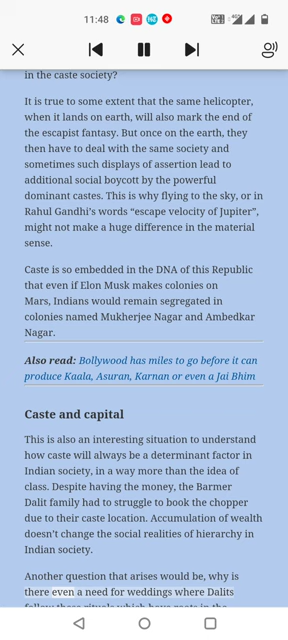 11:48
in the caste society?
It is true to some extent that the same helicopter,
when it lands on earth, will also mark the end of
the escapist fantasy. But once on the earth, they
then have to deal with the same society and
sometimes such displays of assertion lead to
additional social boycott by the powerful
dominant castes. This is why flying to the sky, or in
Rahul Gandhi’s words “escape velocity of Jupiter”,
might not make a huge difference in the material
sense.
Caste is so embedded in the DNA of this Republic
that even if Elon Musk makes colonies on
Mars, Indians would remain segregated in
colonies named Mukherjee Nagar and Ambedkar
Nagar.
Also read: Bollywood has miles to go before it can
produce Kaala, Asuran, Karnan or even a Jai Bhim
Caste and capital
This is also an interesting situation to understand
how caste will always be a determinant factor in
Indian society, in a way more than the idea of
class. Despite having the money, the Barmer
Dalit family had to struggle to book the chopper
due to their caste location. Accumulation of wealth
doesn’t change the social realities of hierarchy in
Indian society.
Another question that arises would be, why is
there even a need for weddings where Dalits
follow these rituals which have roots in the